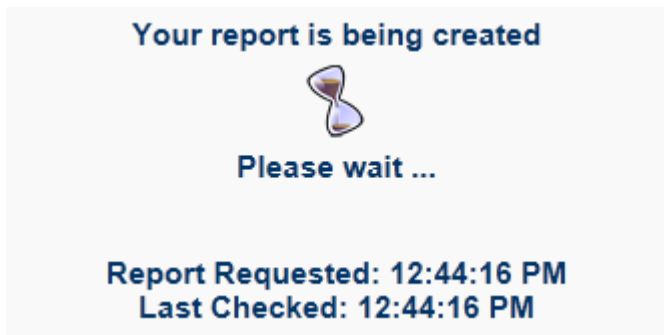 Your report is being created
Please wait ...
Report Requested: 12:44:16 PM
Last Checked: 12:44:16 PM